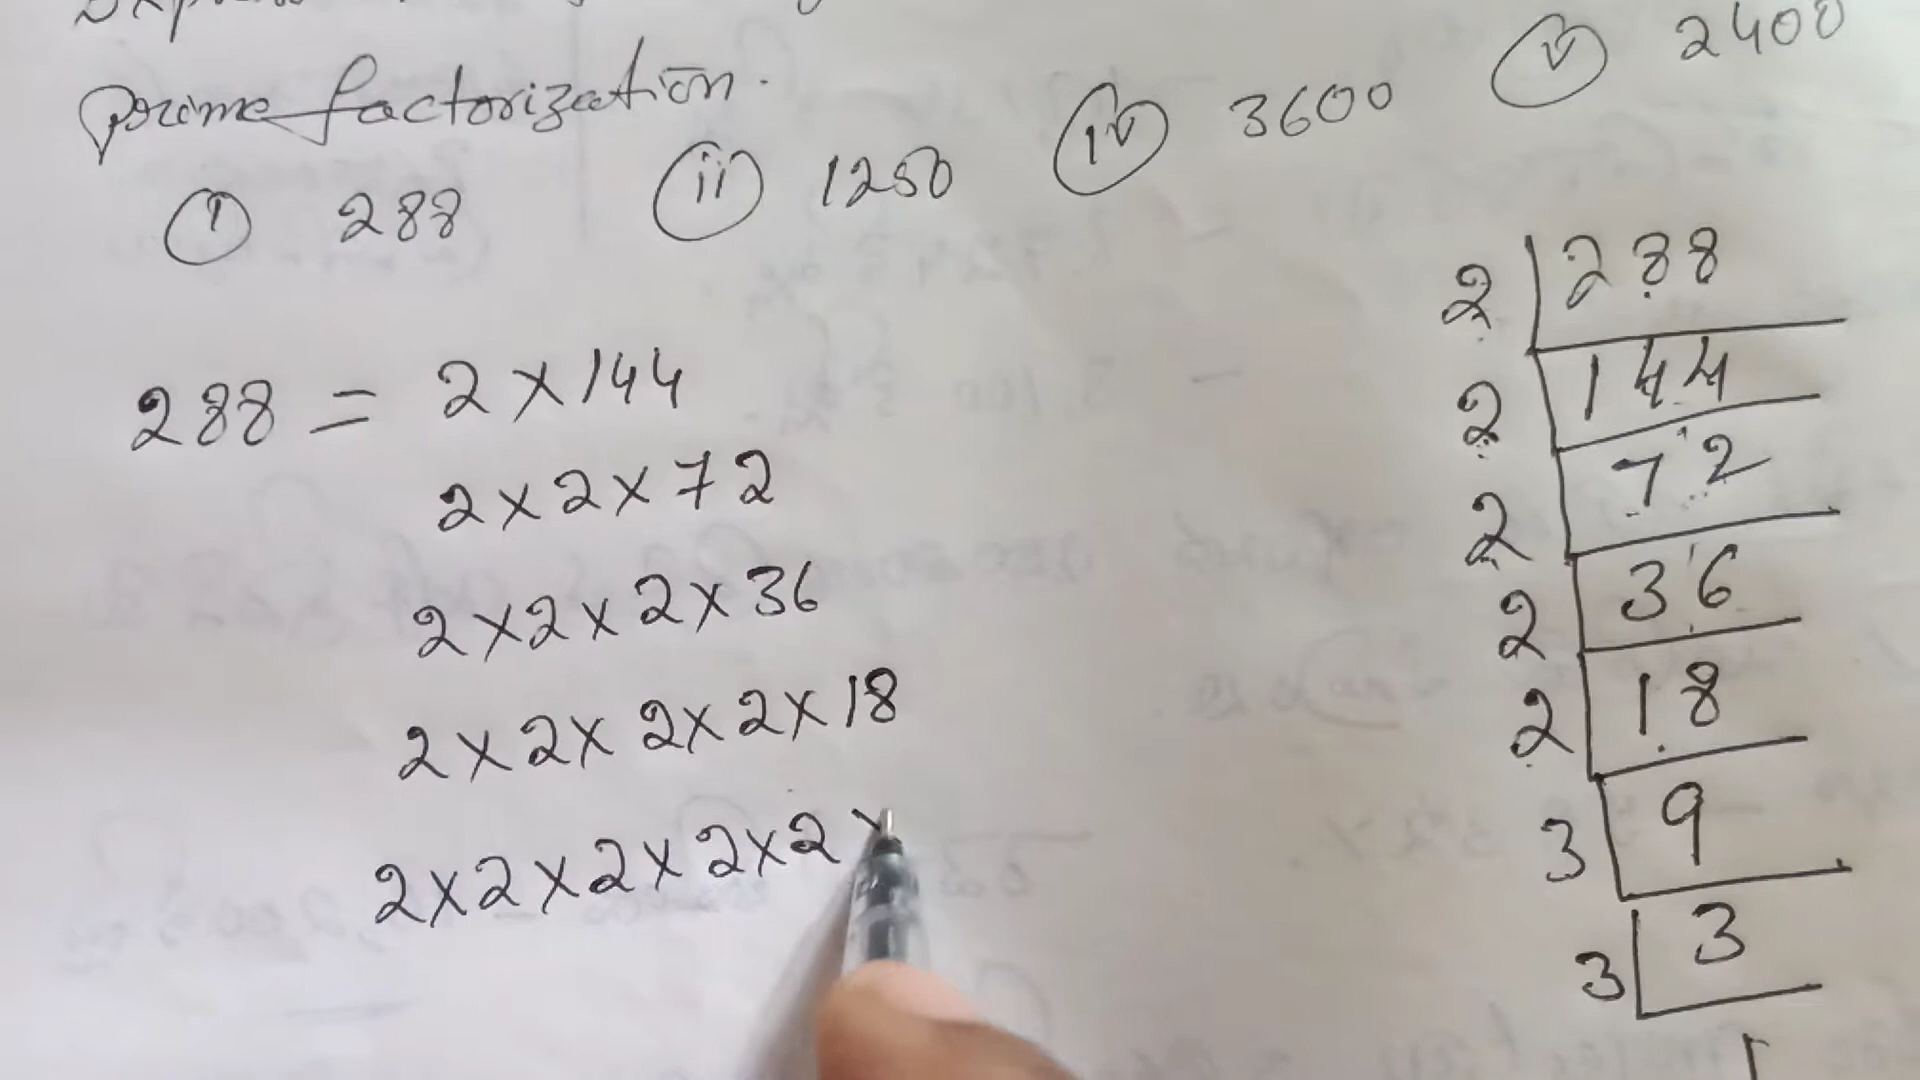 prime factorization.
(i) 288 (ii) 1250 (iv) 3600 (v) 2400
288 = 2 × 144
2 × 2 × 72
2 × 2 × 2 × 36
2 × 2 × 2 × 2 × 18
2 × 2 × 2 × 2 × 2 ×
2 | 288
2 | 144
2 | 72
2 | 36
2 | 18
3 | 9
3 | 3
1